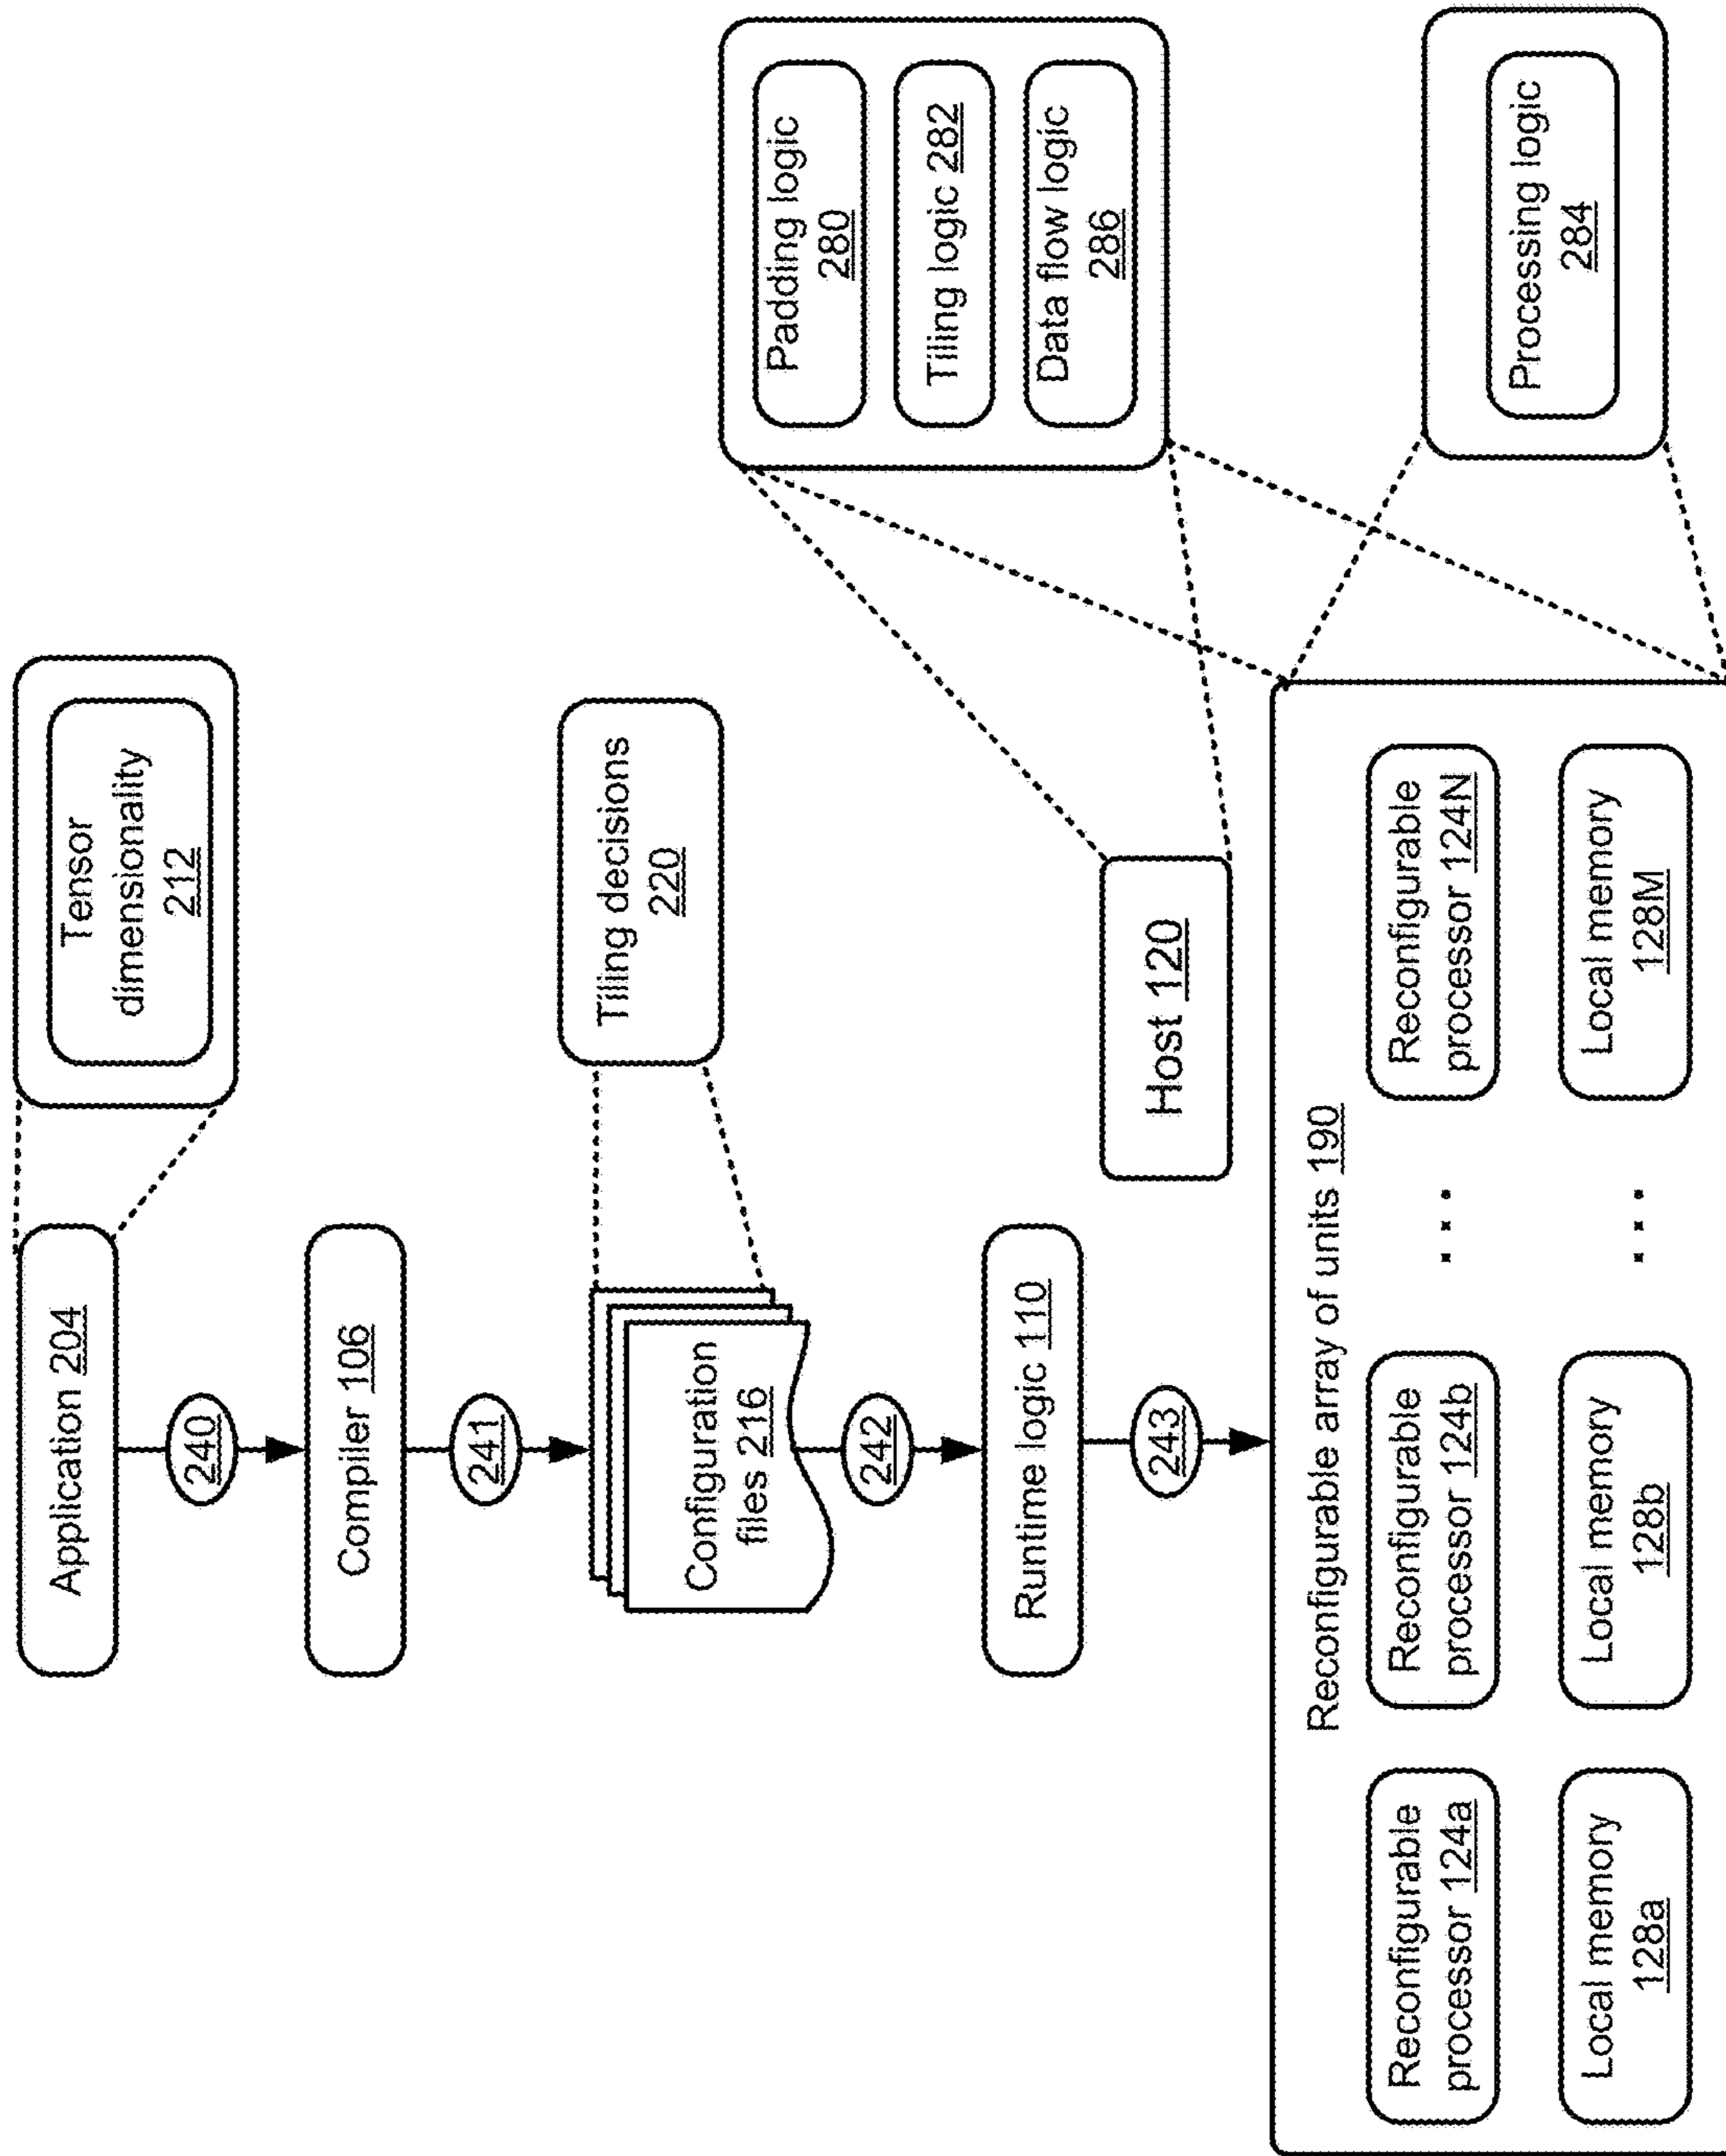 Application 204
Tensor
dimensionality
212
240
Compiler 106
241
Configuration
files 216
Tiling decisions
220
242
Runtime logic 110
243
Host 120
Padding logic
280
Tiling logic 282
Data flow logic
286
Processing logic
284
Reconfigurable array of units 190
Reconfigurable
processor 124a
Reconfigurable
processor 124b
. . .
Reconfigurable
processor 124N
Local memory
128a
Local memory
128b
. . .
Local memory
128M